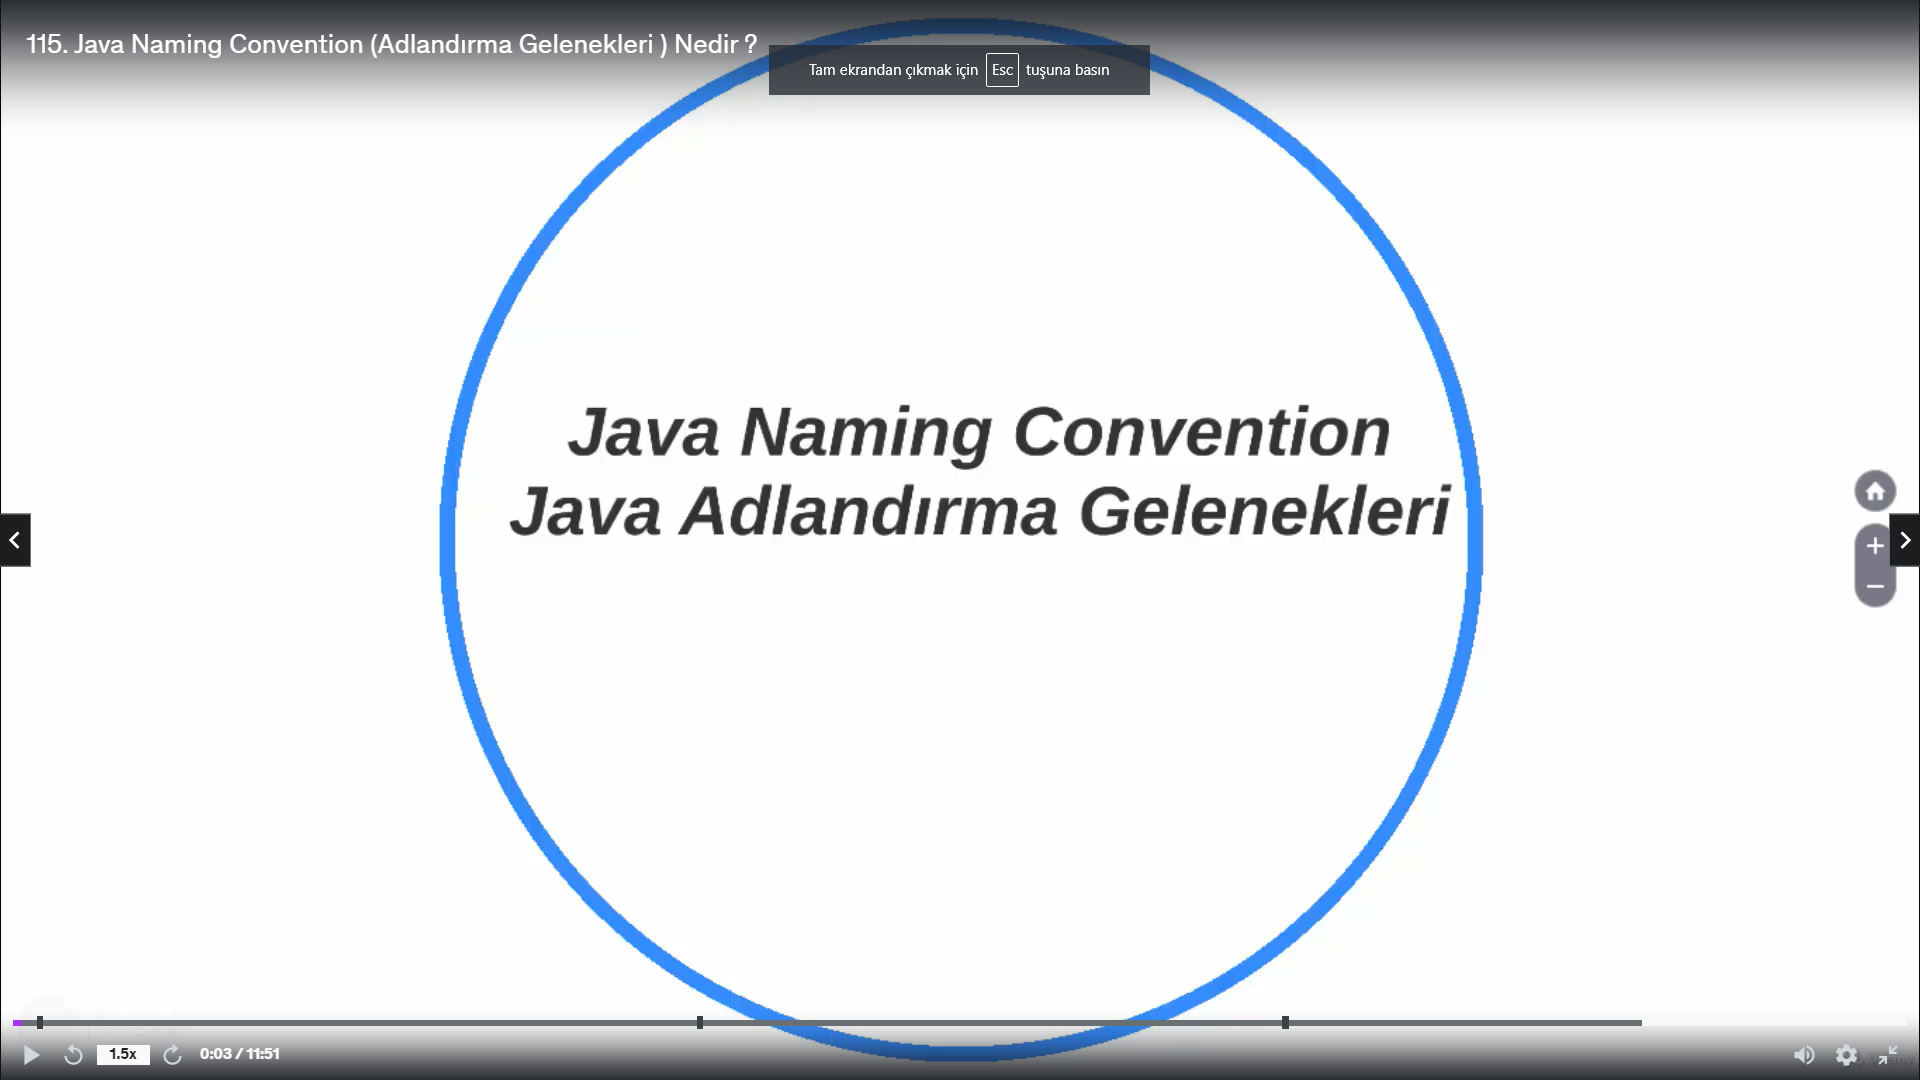 115. Java Naming Convention (Adlandırma Gelenekleri ) Nedir ?
Tam ekrandan çıkmak için Esc tuşuna basın
Java Naming Convention
Java Adlandırma Gelenekleri
1.5x
0:03 / 11:51